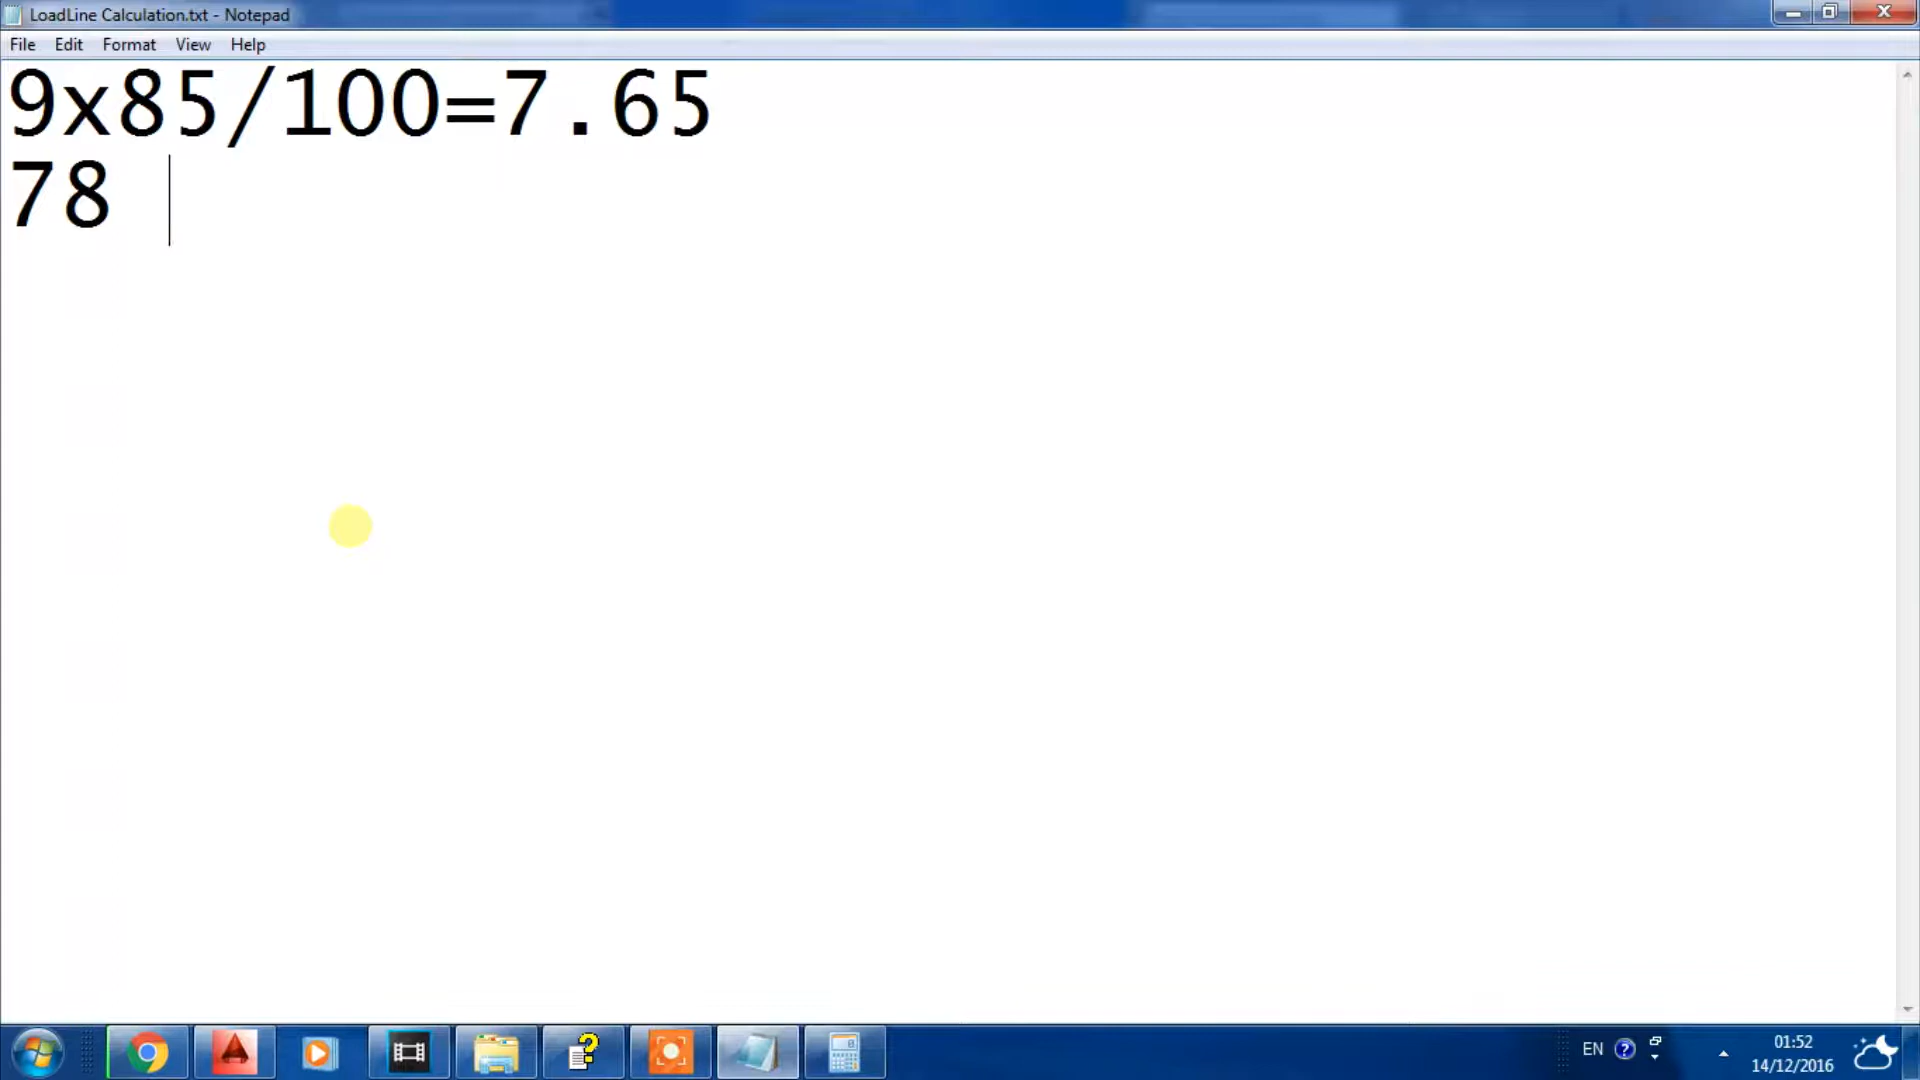 LoadLine Calculation.txt - Notepad
File Edit Format View Help
9x85/100=7.65
78
EN
01:52
14/12/2016